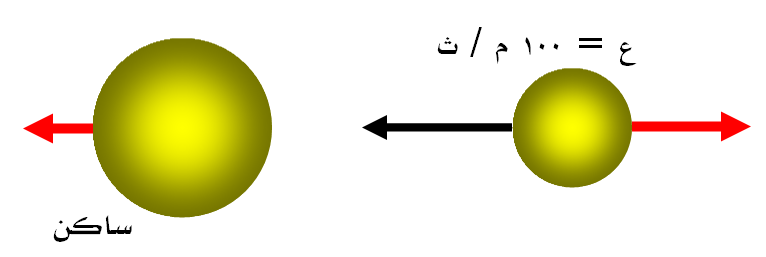 ع = ١٠٠ م / ث
ساكن